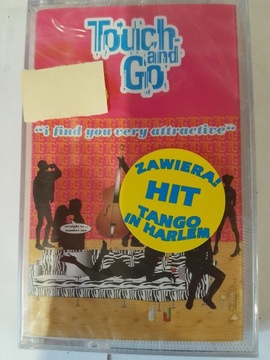 Touch
and
Go
"i find you very attractive"
ZAWIERA!
HIT
TANGO
IN HARLEM